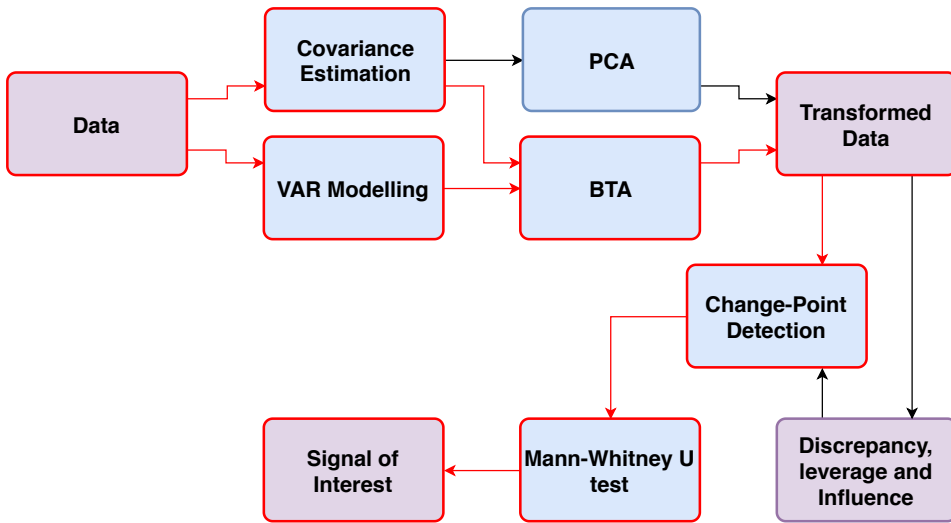 Covariance
Estimation
PCA
Data
Transformed
Data
VAR Modelling
BTA
Change-Point
Detection
Signal of
Interest
Mann-Whitney U
test
Discrepancy,
leverage and
Influence